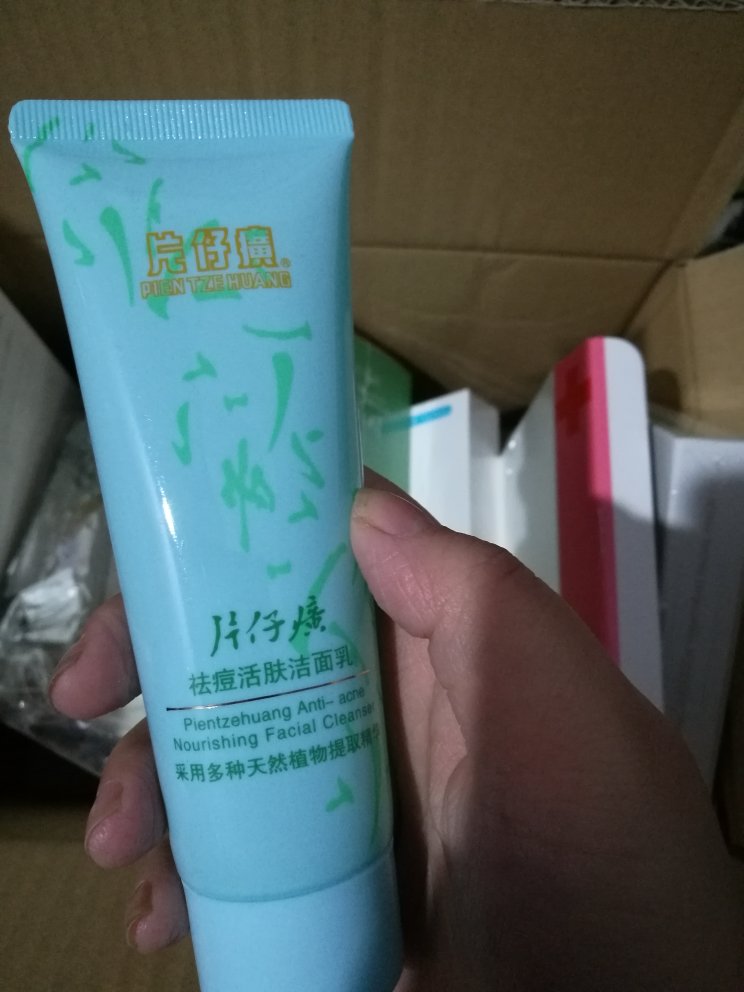 片仔癀®
PIEN TZE HUANG
片仔癀
祛痘活肤洁面乳
Pientzehuang Anti- acne
Nourishing Facial Cleanser
采用多种天然植物提取精华